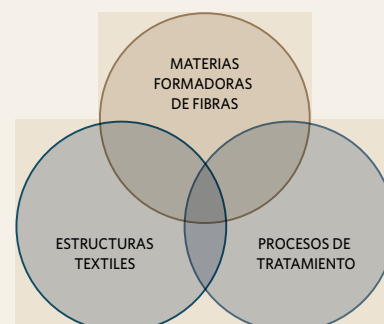 MATERIAS
FORMADORAS
DE FIBRAS
ESTRUCTURAS
TEXTILES
PROCESOS DE
TRATAMIENTO